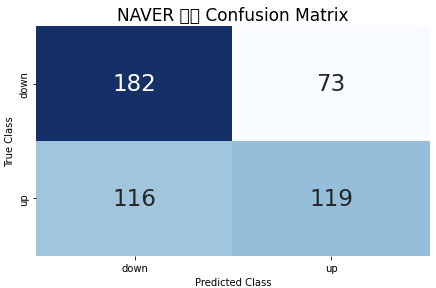 NAVER Confusion Matrix
down
182
73
True Class
up
116
119
down
up
Predicted Class